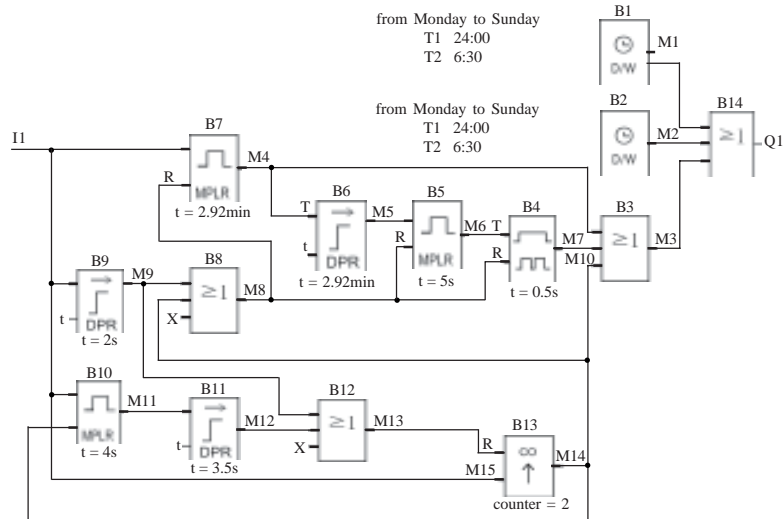 from Monday to Sunday
T1 24:00
T2 6:30
B1
M1
D/W
from Monday to Sunday
T1 24:00
T2 6:30
B2
M2
D/W
B14
≥1
Q1
I1
B7
M4
R
MPLR
t = 2.92min
B6
T
M5
t
DPR
t = 2.92min
B5
M6
R
MPLR
t = 5s
B4
T
M7
R
t = 0.5s
B3
M10
≥1
M3
B9
M9
t
DPR
t = 2s
B8
≥1
M8
X
B10
M11
MPLR
t = 4s
B11
M12
t
DPR
t = 3.5s
B12
≥1
M13
X
B13
R
∞
M14
M15
counter = 2